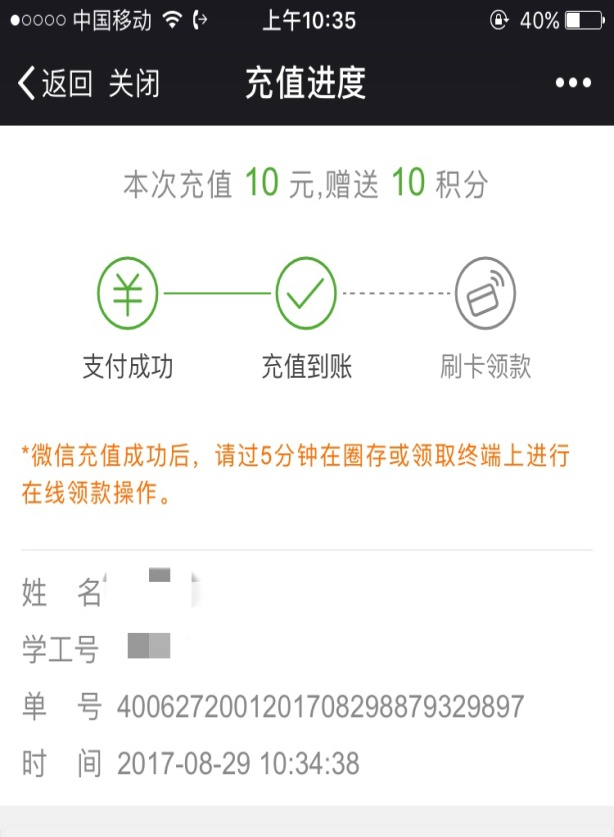 中国移动 上午10:35 40%
返回 关闭 充值进度
本次充值 10 元,赠送 10 积分
支付成功 充值到账 刷卡领款
*微信充值成功后，请过5分钟在圈存或领取终端上进行
在线领款操作。
姓 名
学工号
单 号 4006272001201708298879329897
时 间 2017-08-29 10:34:38